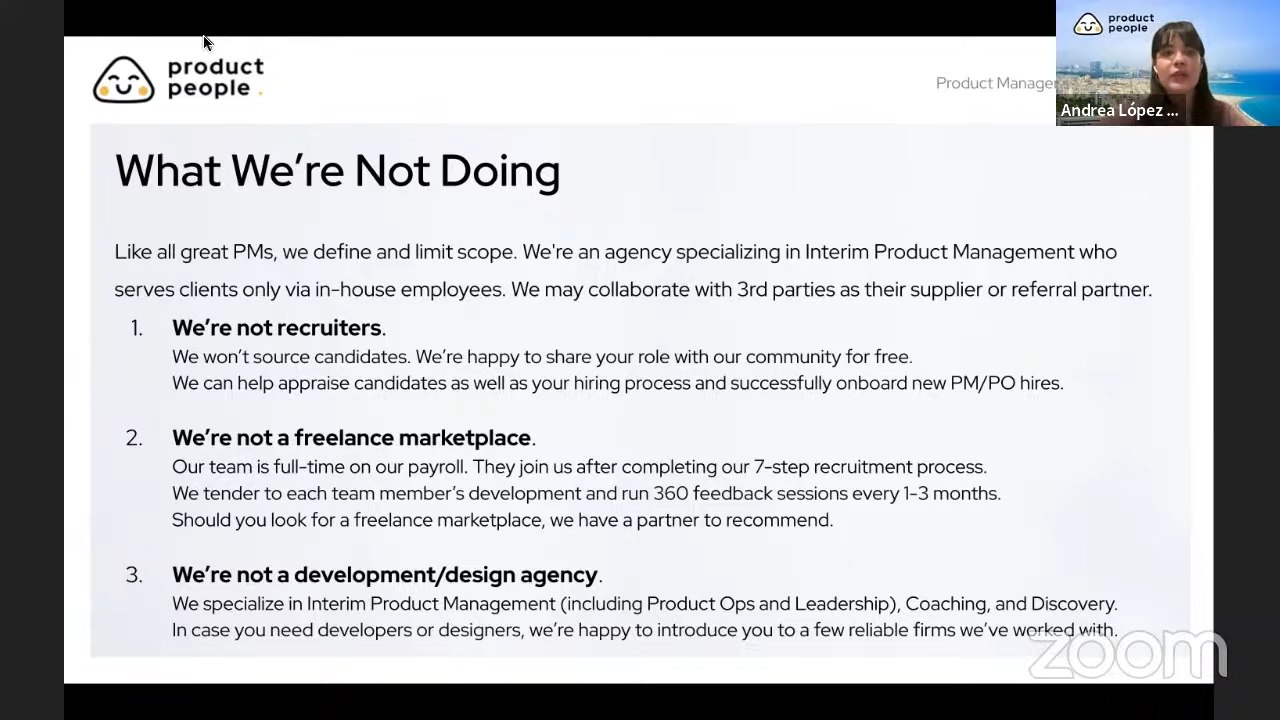 product
people.
Product Manage
product
people
Andrea López ...
What We’re Not Doing
Like all great PMs, we define and limit scope. We're an agency specializing in Interim Product Management who
serves clients only via in-house employees. We may collaborate with 3rd parties as their supplier or referral partner.
1. We’re not recruiters.
We won’t source candidates. We’re happy to share your role with our community for free.
We can help appraise candidates as well as your hiring process and successfully onboard new PM/PO hires.
2. We’re not a freelance marketplace.
Our team is full-time on our payroll. They join us after completing our 7-step recruitment process.
We tender to each team member’s development and run 360 feedback sessions every 1-3 months.
Should you look for a freelance marketplace, we have a partner to recommend.
3. We’re not a development/design agency.
We specialize in Interim Product Management (including Product Ops and Leadership), Coaching, and Discovery.
In case you need developers or designers, we’re happy to introduce you to a few reliable firms we’ve worked with.
zoom